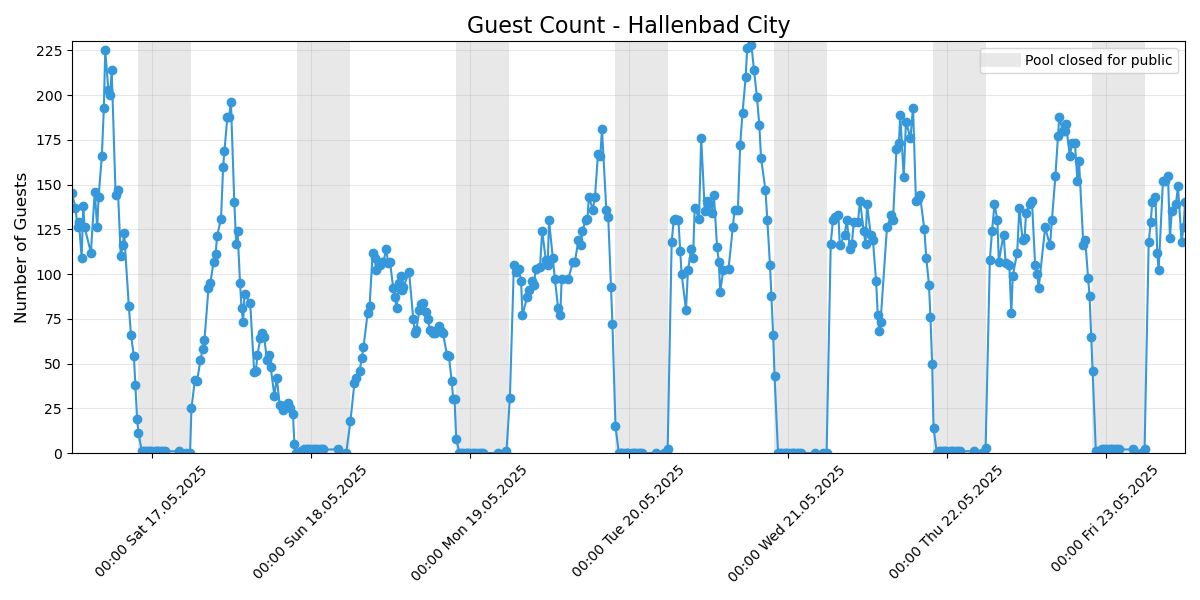 Guest Count - Hallenbad City
Pool closed for public
Number of Guests
225
200
175
150
125
100
75
50
25
0
00:00 Sat 17.05.2025
00:00 Sun 18.05.2025
00:00 Mon 19.05.2025
00:00 Tue 20.05.2025
00:00 Wed 21.05.2025
00:00 Thu 22.05.2025
00:00 Fri 23.05.2025